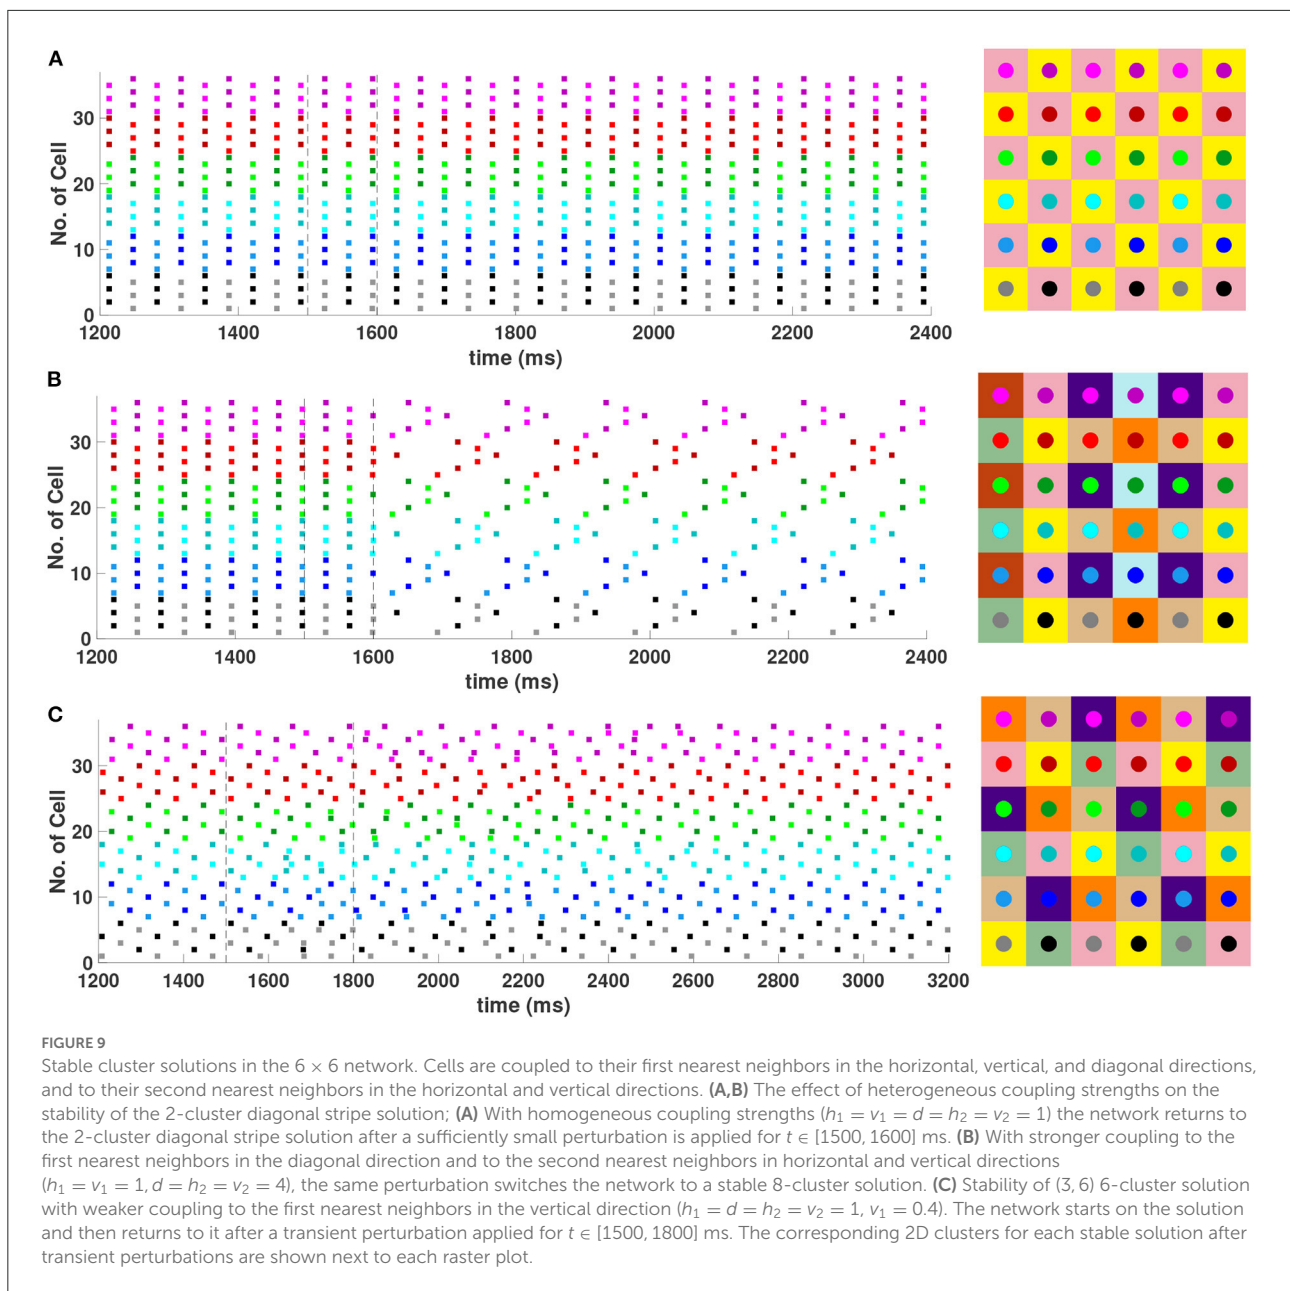 A
No. of Cell
30
20
10
0
1200 1400 1600 1800 2000 2200 2400
time (ms)
B
No. of Cell
30
20
10
0
1200 1400 1600 1800 2000 2200 2400
time (ms)
C
No. of Cell
30
20
10
0
1200 1400 1600 1800 2000 2200 2400 2600 2800 3000 3200
time (ms)
FIGURE 9
Stable cluster solutions in the 6 × 6 network. Cells are coupled to their first nearest neighbors in the horizontal, vertical, and diagonal directions,
and to their second nearest neighbors in the horizontal and vertical directions. (A,B) The effect of heterogeneous coupling strengths on the
stability of the 2-cluster diagonal stripe solution; (A) With homogeneous coupling strengths (h₁ = v₁ = d = h₂ = v₂ = 1) the network returns to
the 2-cluster diagonal stripe solution after a sufficiently small perturbation is applied for t ∈ [1500, 1600] ms. (B) With stronger coupling to the
first nearest neighbors in the diagonal direction and to the second nearest neighbors in horizontal and vertical directions
(h₁ = v₁ = 1, d = h₂ = v₂ = 4), the same perturbation switches the network to a stable 8-cluster solution. (C) Stability of (3, 6) 6-cluster solution
with weaker coupling to the first nearest neighbors in the vertical direction (h₁ = d = h₂ = v₂ = 1, v₁ = 0.4). The network starts on the solution
and then returns to it after a transient perturbation applied for t ∈ [1500, 1800] ms. The corresponding 2D clusters for each stable solution after
transient perturbations are shown next to each raster plot.